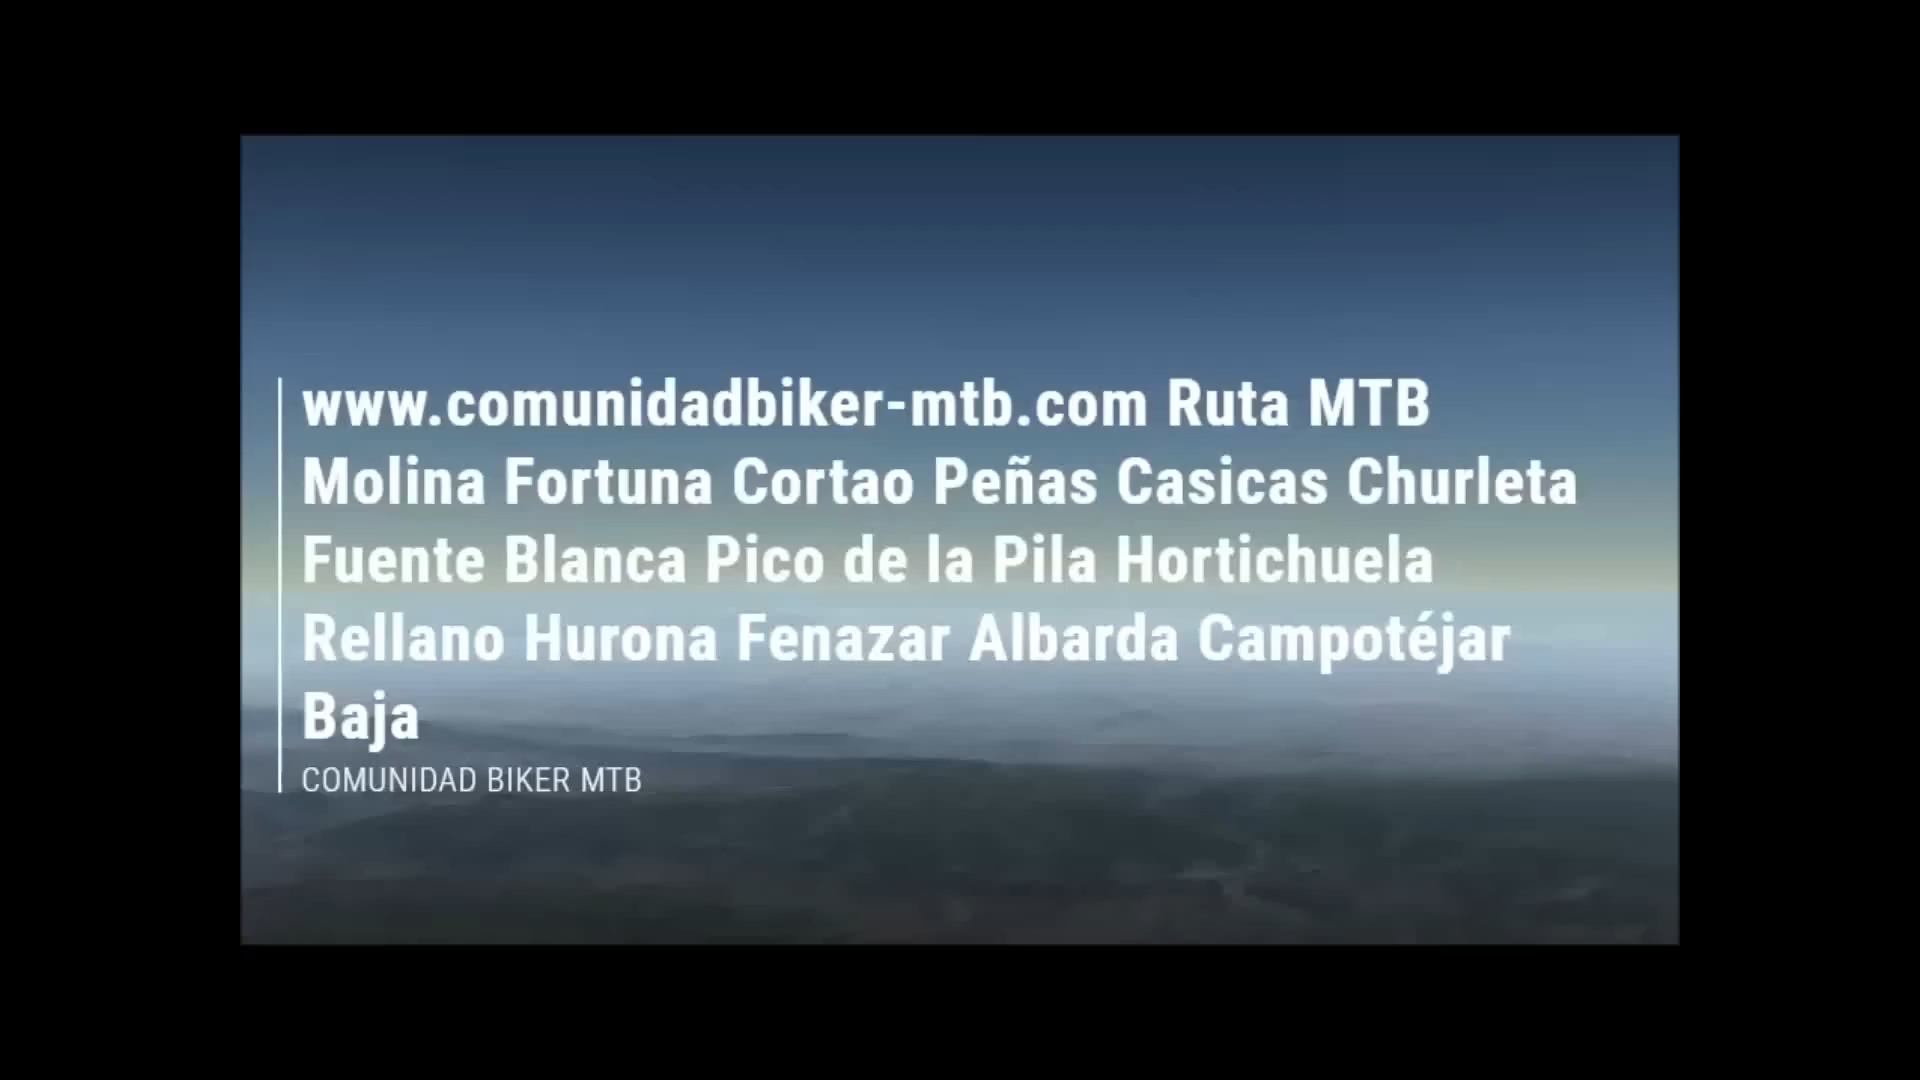 www.comunidadbiker-mtb.com Ruta MTB
Molina Fortuna Cortao Peñas Casicas Churleta
Fuente Blanca Pico de la Pila Hortichuela
Rellano Hurona Fenazar Albarda Campotéjar
Baja
COMUNIDAD BIKER MTB